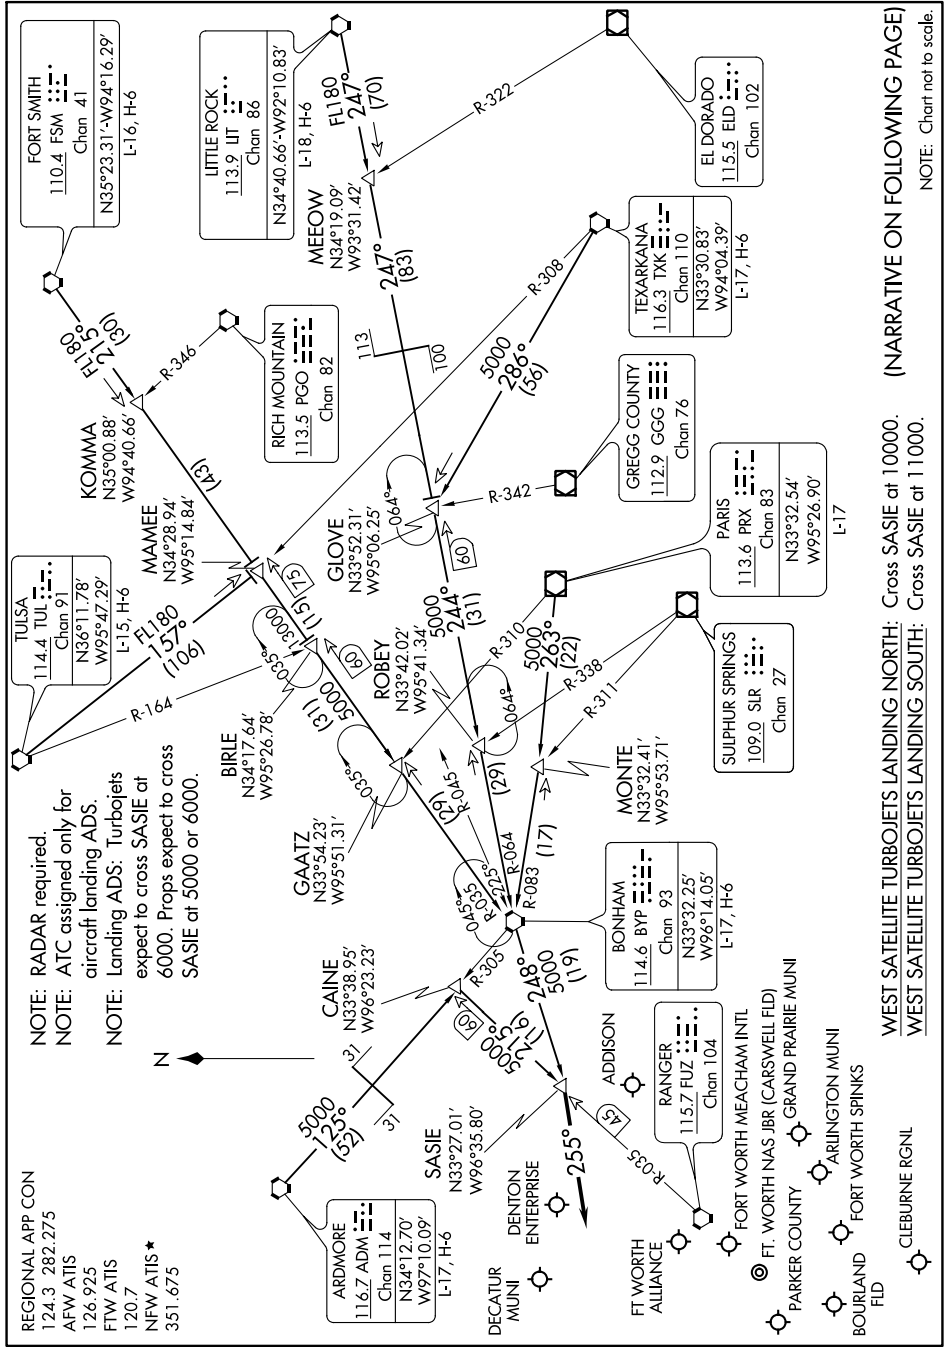 REGIONAL APP CON
124.3 282.275
AFW ATIS
126.925
FTW ATIS
120.7
NFW ATIS★
351.675
NOTE: RADAR required.
NOTE: ATC assigned only for
aircraft landing ADS.
NOTE: Landing ADS: Turbojets
expect to cross SASIE at
6000. Props expect to cross
SASIE at 5000 or 6000.
N
TULSA
114.4 TUL
Chan 91
N36°11.78’
W95°47.29’
L-15, H-6
FL180
157°
(106)
R-164
FORT SMITH
110.4 FSM
Chan 41
N35°23.31’-W94°16.29’
L-16, H-6
FL180
215°
(30)
KOMMA
N35°00.88’
W94°40.66’
R-346
RICH MOUNTAIN
113.5 PGO
Chan 82
(43)
MAMEE
N34°28.94’
W95°14.84’
75
(15)
13000
035°
BIRLE
N34°17.64’
W95°26.78’
60
5000
(31)
035°
GAATZ
N33°54.23’
W95°51.31’
(29)
R-035
LITTLE ROCK
113.9 LIT
Chan 86
N34°40.66’-W92°10.83’
L-18, H-6
FL180
247°
(70)
MEEOW
N34°19.09’
W93°31.42’
R-322
EL DORADO
115.5 ELD
Chan 102
247°
(83)
113
100
R-308
TEXARKANA
116.3 TXK
Chan 110
N33°30.83’
W94°04.39’
L-17, H-6
5000
286°
(56)
064°
GLOVE
N33°52.31’
W95°06.25’
60
R-342
GREGG COUNTY
112.9 GGG
Chan 76
5000
244°
(31)
ROBEY
N33°42.02’
W95°41.34’
064°
R-310
(29)
R-064
PARIS
113.6 PRX
Chan 83
N33°32.54’
W95°26.90’
L-17
5000
263°
(22)
R-338
R-311
SULPHUR SPRINGS
109.0 SLR
Chan 27
MONTE
N33°32.41’
W95°53.71’
(17)
R-083
R-045
225°
045°
BONHAM
114.6 BYP
Chan 93
N33°32.25’
W96°14.05’
L-17, H-6
R-305
CAINE
N33°38.95’
W96°23.23’
60
5000
215°
(16)
248°
5000
(19)
31
31
5000
125°
(52)
ARDMORE
116.7 ADM
Chan 114
N34°12.70’
W97°10.09’
L-17, H-6
SASIE
N33°27.01’
W96°35.80’
255°
45
R-035
RANGER
115.7 FUZ
Chan 104
ADDISON
DENTON
ENTERPRISE
DECATUR
MUNI
FT WORTH
ALLIANCE
FORT WORTH MEACHAM INTL
FT. WORTH NAS JBR (CARSWELL FLD)
GRAND PRAIRIE MUNI
PARKER COUNTY
ARLINGTON MUNI
BOURLAND
FLD
FORT WORTH SPINKS
CLEBURNE RGNL
WEST SATELLITE TURBOJETS LANDING NORTH: Cross SASIE at 10000.
WEST SATELLITE TURBOJETS LANDING SOUTH: Cross SASIE at 11000.
(NARRATIVE ON FOLLOWING PAGE)
NOTE: Chart not to scale.